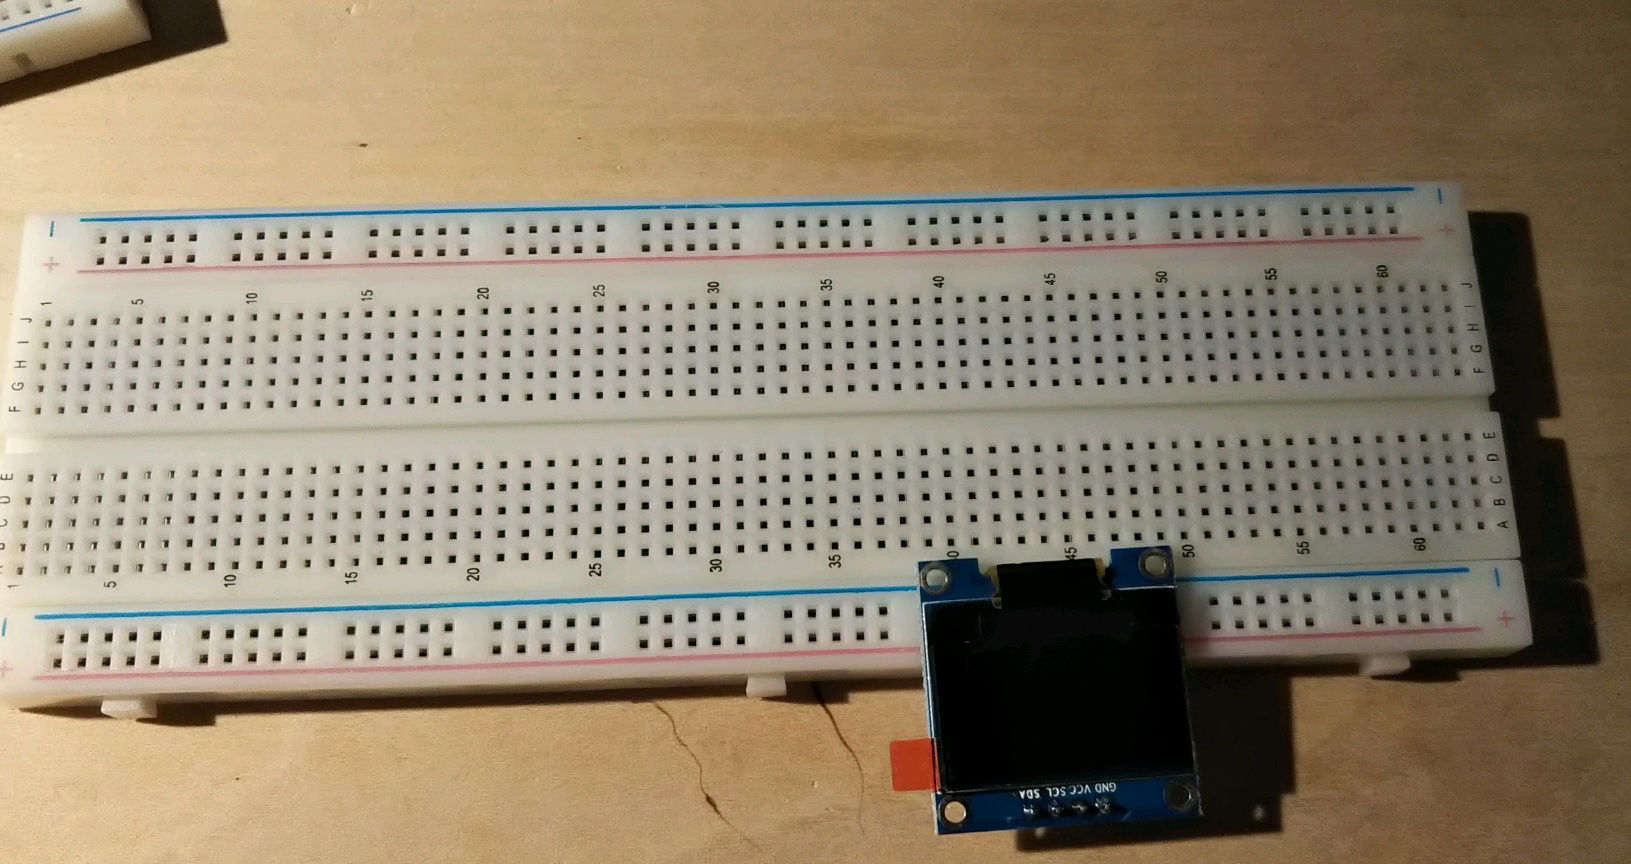 − −
+ +
1 5 10 15 20 25 30 35 40 45 50 55 60
J J
I I
H H
G G
F F
E E
D D
C C
B B
A A
1 5 10 15 20 25 30 35 45 50 55 60
− −
+ +
GND VCC SCL SDA